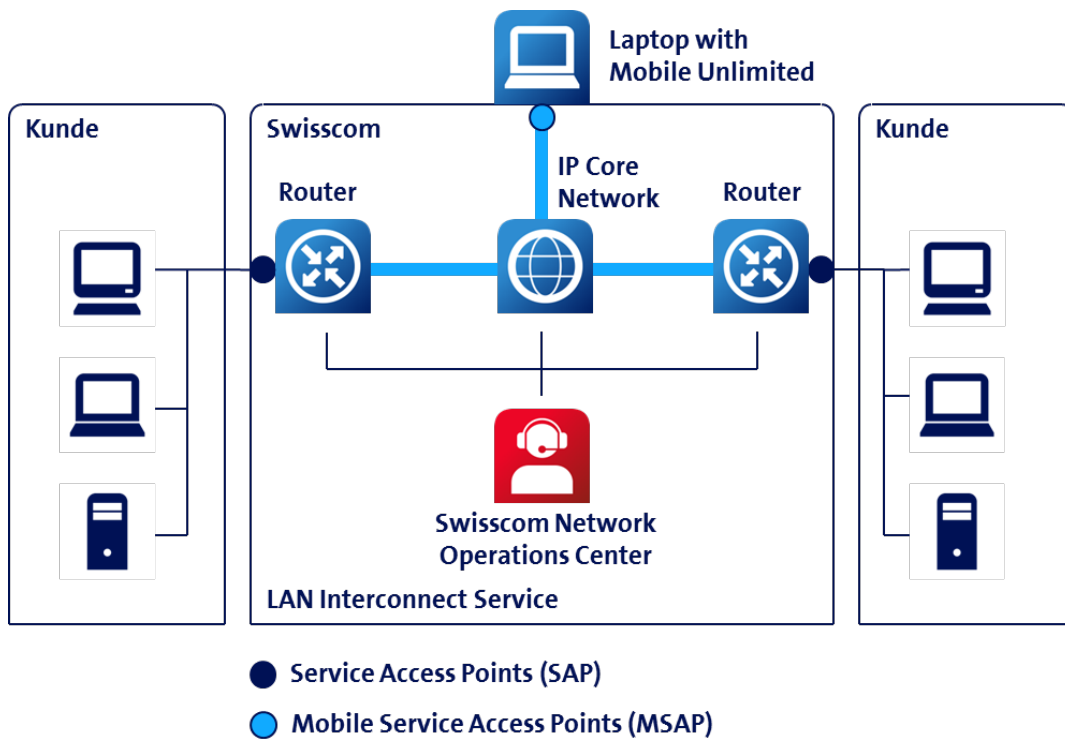 Laptop with
Mobile Unlimited
Kunde
Swisscom
Kunde
IP Core
Network
Router
Router
Swisscom Network
Operations Center
LAN Interconnect Service
Service Access Points (SAP)
Mobile Service Access Points (MSAP)